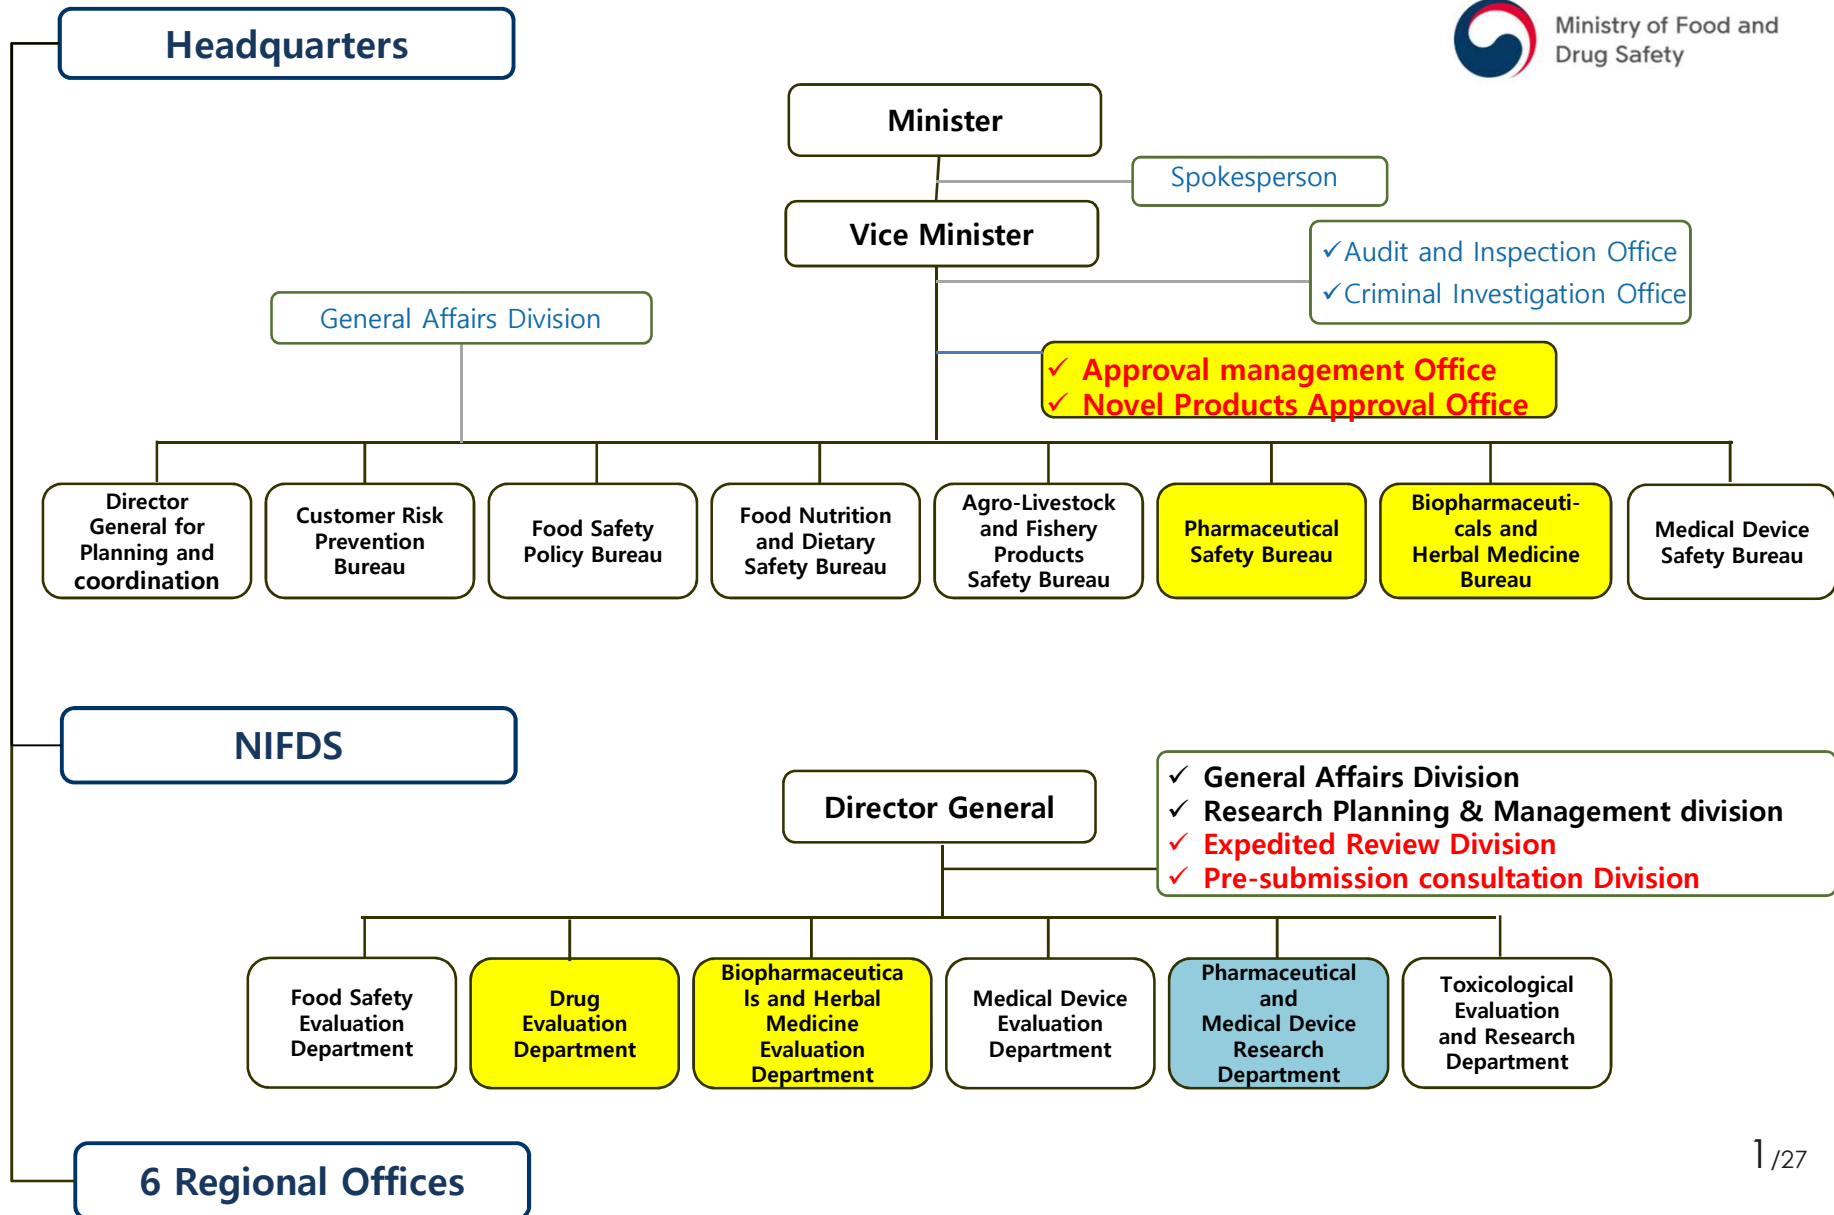 Headquarters
Ministry of Food and
Drug Safety
Minister
Spokesperson
Vice Minister
✓Audit and Inspection Office
✓Criminal Investigation Office
General Affairs Division
✓ Approval management Office
✓ Novel Products Approval Office
Director
General for
Planning and
coordination
Customer Risk
Prevention
Bureau
Food Safety
Policy Bureau
Food Nutrition
and Dietary
Safety Bureau
Agro-Livestock
and Fishery
Products
Safety Bureau
Pharmaceutical
Safety Bureau
Biopharmaceuti-
cals and
Herbal Medicine
Bureau
Medical Device
Safety Bureau
NIFDS
Director General
✓ General Affairs Division
✓ Research Planning & Management division
✓ Expedited Review Division
✓ Pre-submission consultation Division
Food Safety
Evaluation
Department
Drug
Evaluation
Department
Biopharmaceutica
ls and Herbal
Medicine
Evaluation
Department
Medical Device
Evaluation
Department
Pharmaceutical
and
Medical Device
Research
Department
Toxicological
Evaluation
and Research
Department
6 Regional Offices
1/27